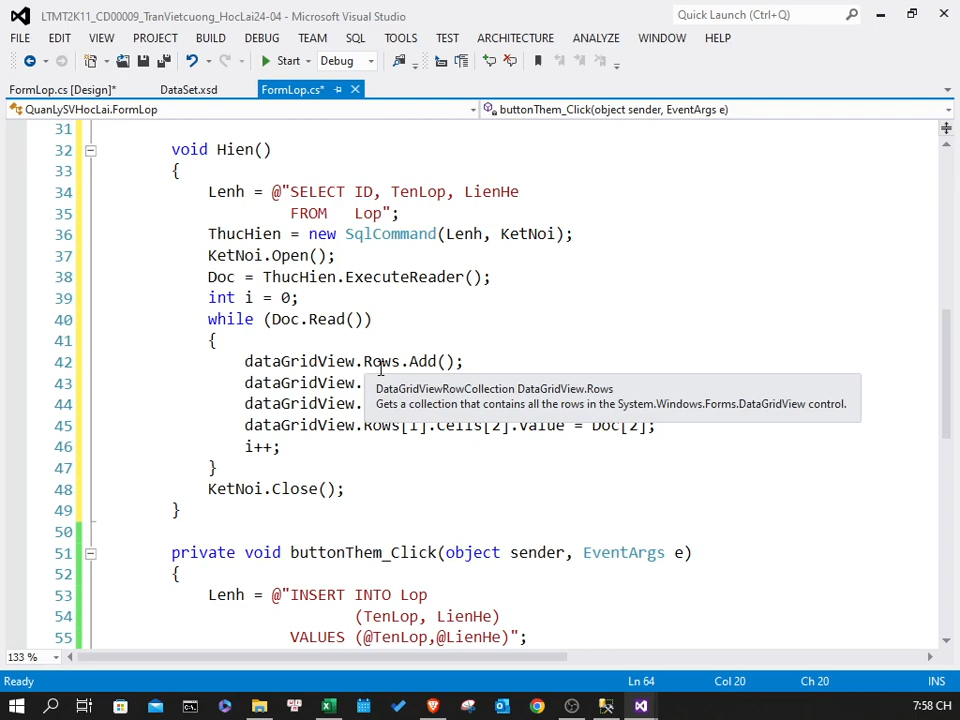 LTMT2K11_CD00009_TranVietcuong_HocLai24-04 - Microsoft Visual Studio
Quick Launch (Ctrl+Q)
FILE EDIT VIEW PROJECT BUILD DEBUG TEAM SQL TOOLS TEST ARCHITECTURE ANALYZE WINDOW HELP
Start Debug
FormLop.cs [Design]* DataSet.xsd FormLop.cs*
QuanLySVHocLai.FormLop buttonThem_Click(object sender, EventArgs e)
31
32 void Hien()
33 {
34 Lenh = @"SELECT ID, TenLop, LienHe
35 FROM Lop";
36 ThucHien = new SqlCommand(Lenh, KetNoi);
37 KetNoi.Open();
38 Doc = ThucHien.ExecuteReader();
39 int i = 0;
40 while (Doc.Read())
41 {
42 dataGridView.Rows.Add();
43 dataGridView.
DataGridViewRowCollection DataGridView.Rows
Gets a collection that contains all the rows in the System.Windows.Forms.DataGridView control.
44 dataGridView.
45 dataGridView.Rows[i].Cells[2].Value = Doc[2];
46 i++;
47 }
48 KetNoi.Close();
49 }
50
51 private void buttonThem_Click(object sender, EventArgs e)
52 {
53 Lenh = @"INSERT INTO Lop
54 (TenLop, LienHe)
55 VALUES (@TenLop,@LienHe)";
133 %
Ready Ln 64 Col 20 Ch 20 INS
7:58 CH